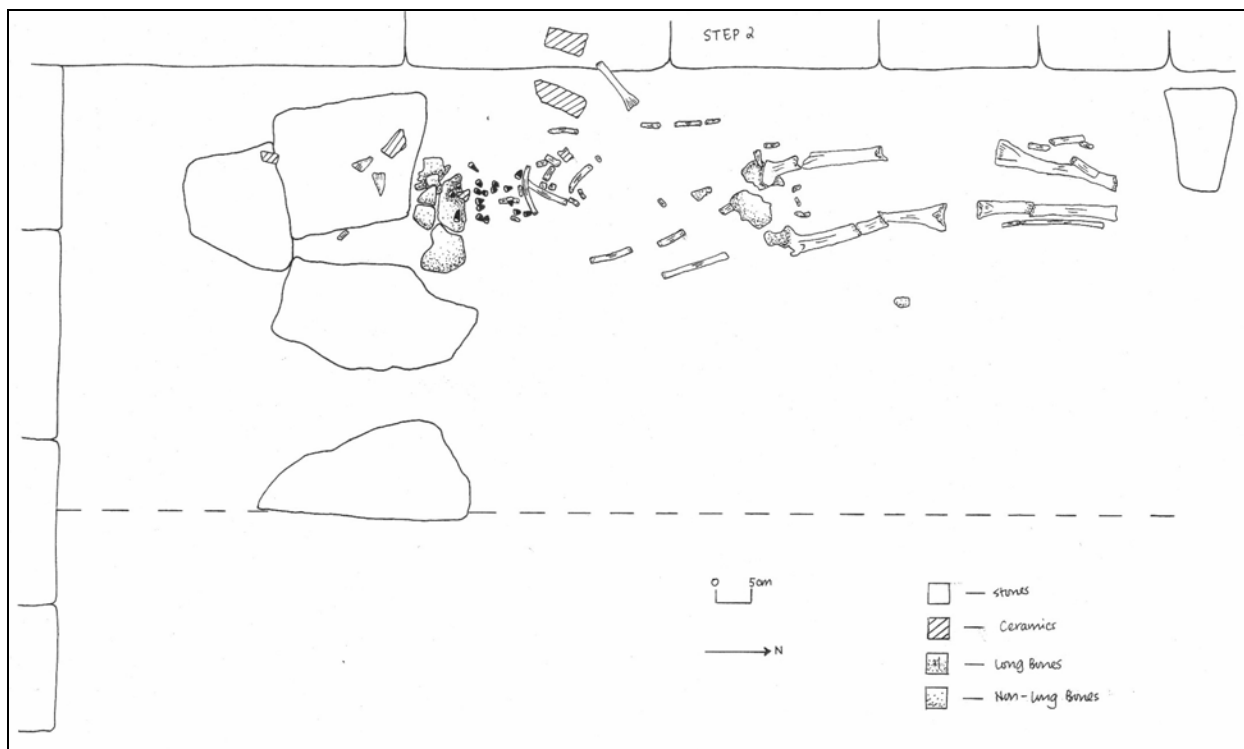 STEP 2
0 5cm
N
— stones
— Ceramics
— Long Bones
— Non-long Bones